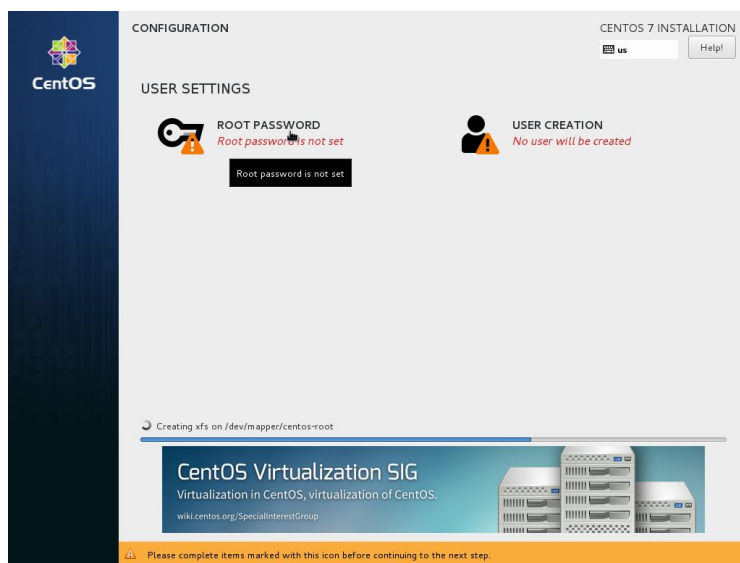 CONFIGURATION
CENTOS 7 INSTALLATION
us
Help!
CentOS
USER SETTINGS
ROOT PASSWORD
Root password is not set
USER CREATION
No user will be created
Root password is not set
Creating xfs on /dev/mapper/centos-root
CentOS Virtualization SIG
Virtualization in CentOS, virtualization of CentOS.
wiki.centos.org/SpecialInterestGroup
Please complete items marked with this icon before continuing to the next step.